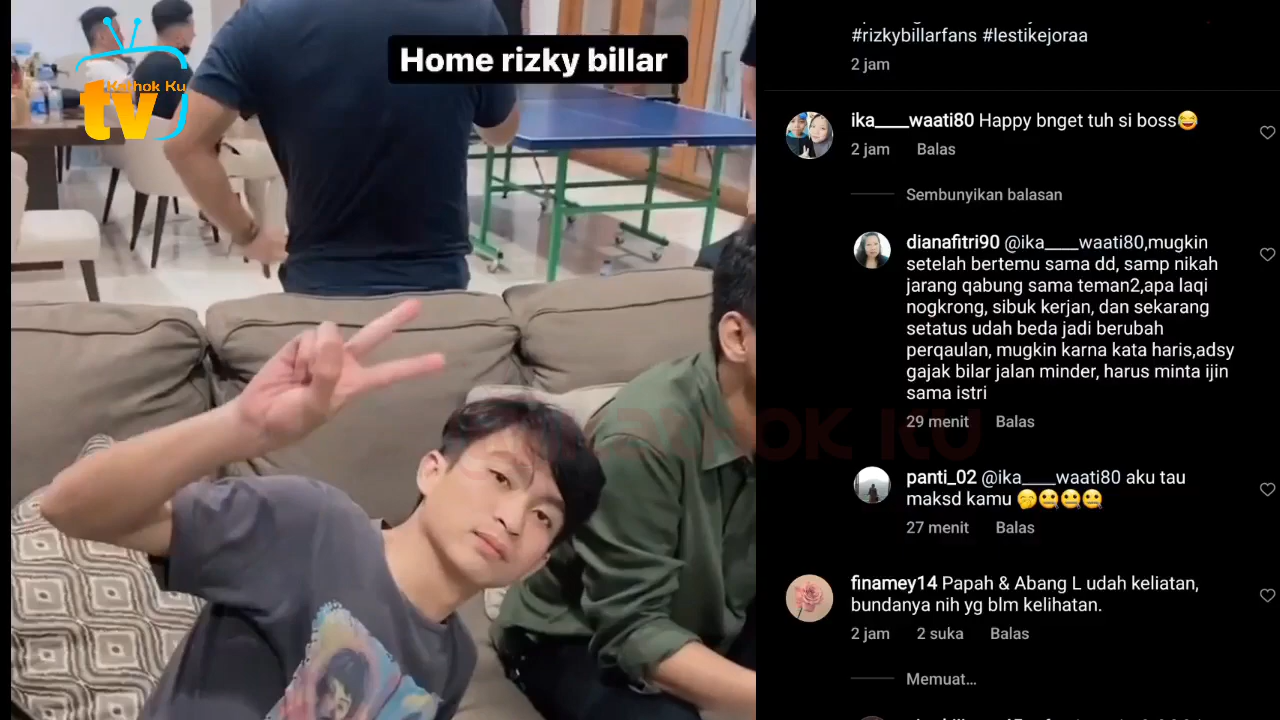 Kathok Ku
tv
Home rizky billar
#rizkybillarfans #lestikejoraa
2 jam
ika____waati80 Happy bnget tuh si boss😂
2 jam Balas
Sembunyikan balasan
dianafitri90 @ika____waati80,mugkin
setelah bertemu sama dd, samp nikah
jarang qabung sama teman2,apa laqi
nogkrong, sibuk kerjan, dan sekarang
setatus udah beda jadi berubah
perqaulan, mugkin karna kata haris,adsy
gajak bilar jalan minder, harus minta ijin
sama istri
29 menit Balas
panti_02 @ika____waati80 aku tau
maksd kamu 🥱🤐🤐🤐
27 menit Balas
finamey14 Papah & Abang L udah keliatan,
bundanya nih yg blm kelihatan.
2 jam 2 suka Balas
Memuat...